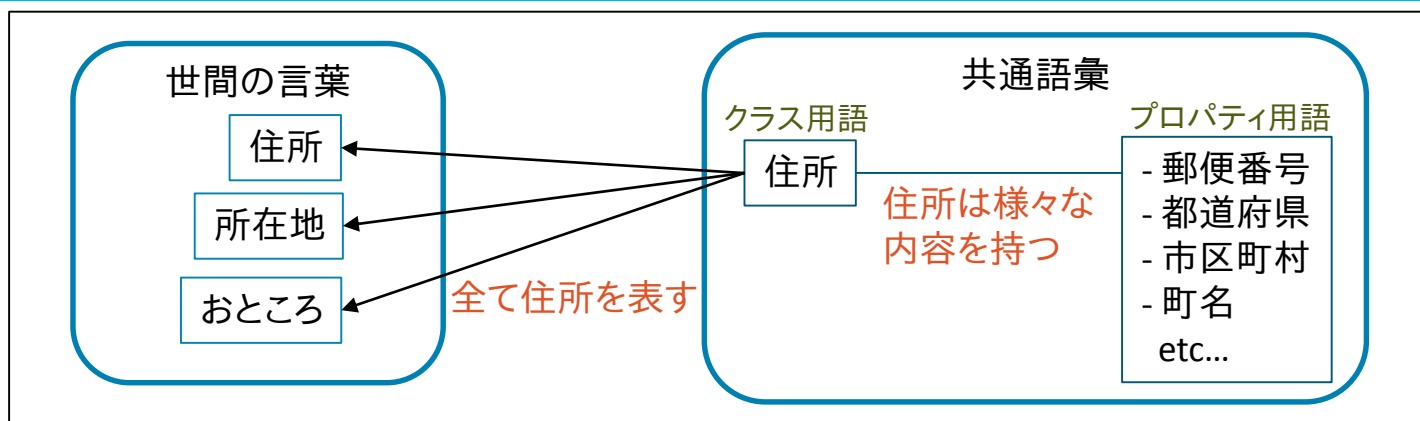 世間の言葉
住所
所在地
おところ
全て住所を表す
共通語彙
クラス用語
住所
住所は様々な
内容を持つ
プロパティ用語
- 郵便番号
- 都道府県
- 市区町村
- 町名
etc...